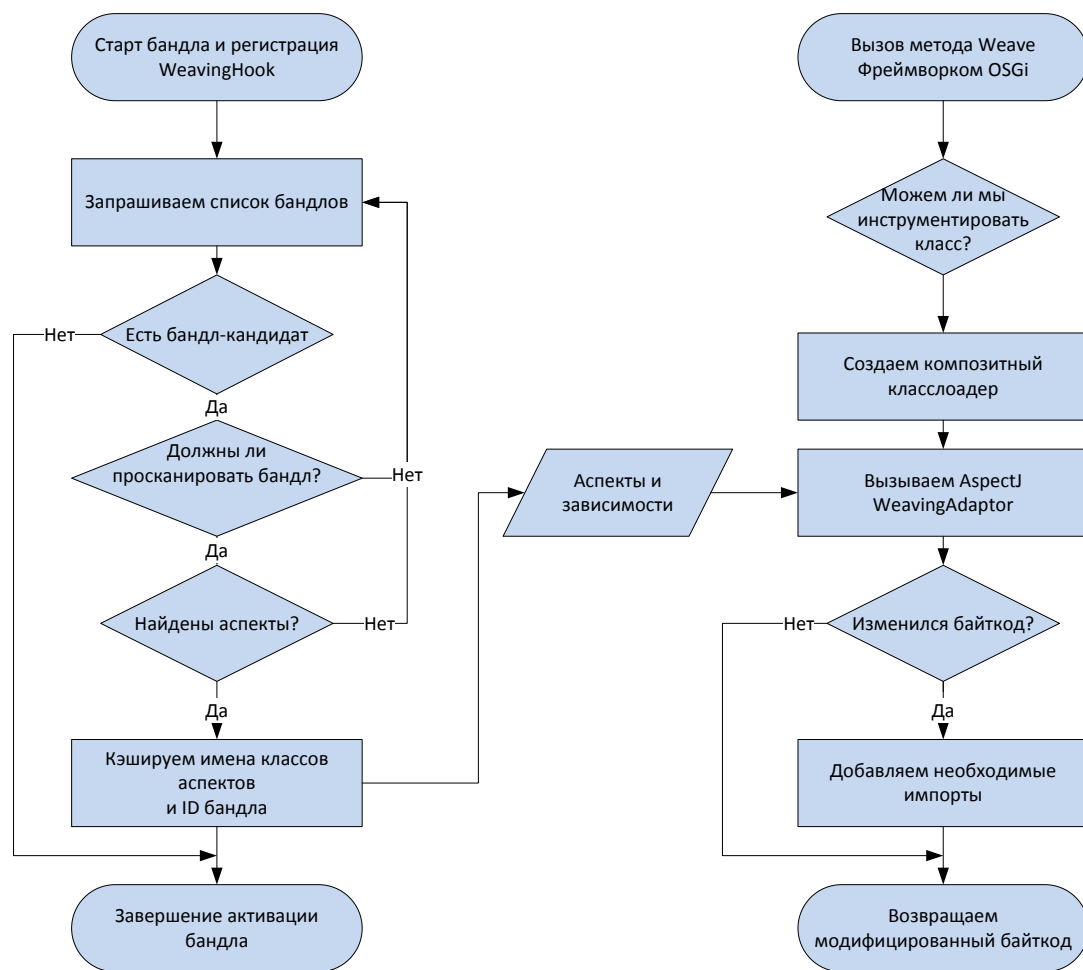 Старт бандла и регистрация
WeavingHook
Запрашиваем список бандлов
Есть бандл-кандидат
Нет
Да
Должны ли
просканировать бандл?
Нет
Да
Найдены аспекты?
Нет
Да
Кэшируем имена классов
аспектов
и ID бандла
Завершение активации
бандла
Аспекты и
зависимости
Вызов метода Weave
Фреймворком OSGi
Можем ли мы
инструментировать
класс?
Создаем композитный
класслоадер
Вызываем AspectJ
WeavingAdaptor
Изменился байткод?
Нет
Да
Добавляем необходимые
импорты
Возвращаем
модифицированный байткод